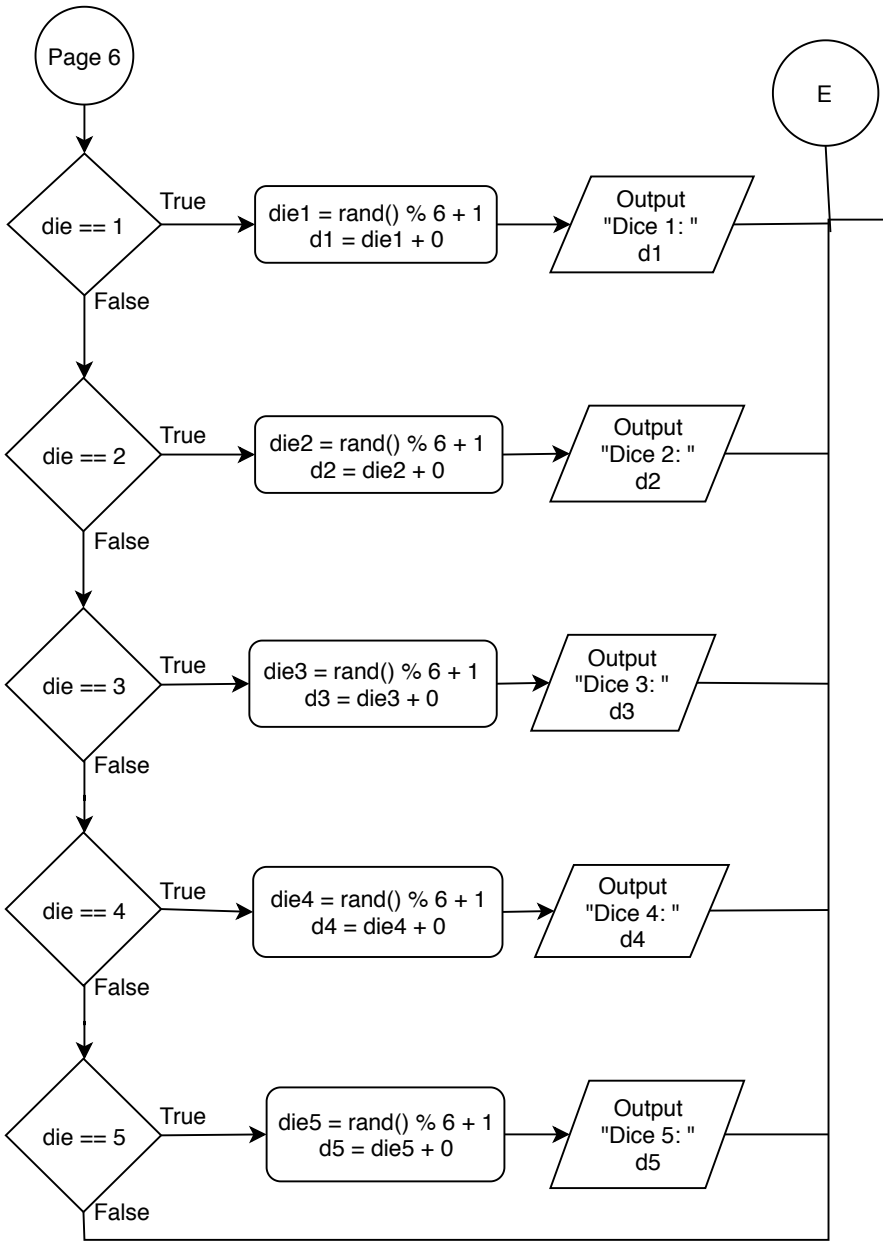 Page 6
E
die == 1
True
die1 = rand() % 6 + 1
d1 = die1 + 0
Output
"Dice 1: "
d1
False
die == 2
True
die2 = rand() % 6 + 1
d2 = die2 + 0
Output
"Dice 2: "
d2
False
die == 3
True
die3 = rand() % 6 + 1
d3 = die3 + 0
Output
"Dice 3: "
d3
False
die == 4
True
die4 = rand() % 6 + 1
d4 = die4 + 0
Output
"Dice 4: "
d4
False
die == 5
True
die5 = rand() % 6 + 1
d5 = die5 + 0
Output
"Dice 5: "
d5
False